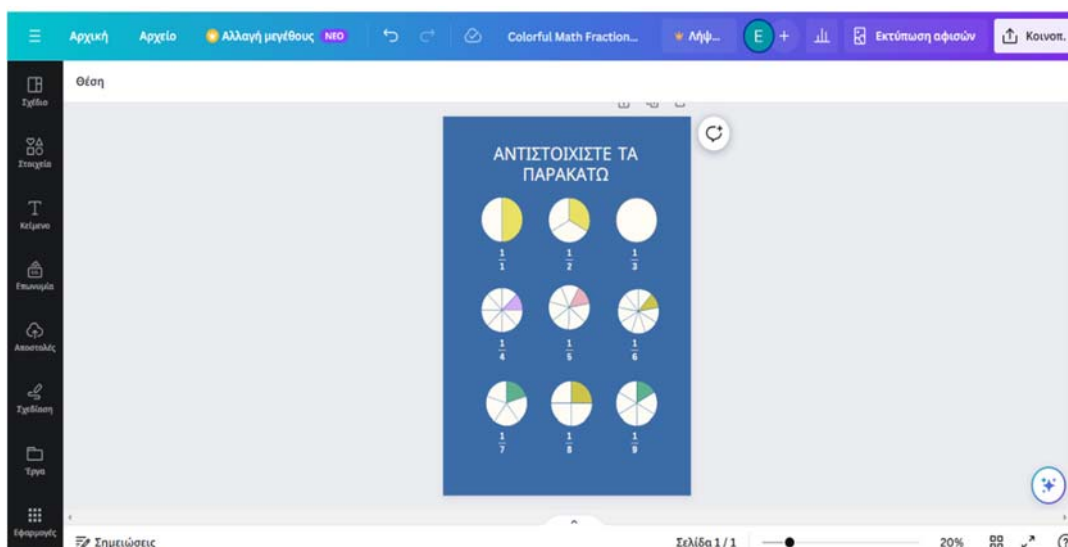 Αρχική Αρχείο Αλλαγή μεγέθους ΝΕΟ Colorful Math Fraction... Λήψ... E + Εκτύπωση αφισών Κοινοπ.
Θέση
Σχέδιο
Στοιχεία
Κείμενο
Επωνυμία
Αποστολές
Σχεδίαση
Έργα
Εφαρμογές
ΑΝΤΙΣΤΟΙΧΙΣΤΕ ΤΑ
ΠΑΡΑΚΑΤΩ
1/1 1/2 1/3
1/4 1/5 1/6
1/7 1/8 1/9
Σημειώσεις Σελίδα 1 / 1 20%